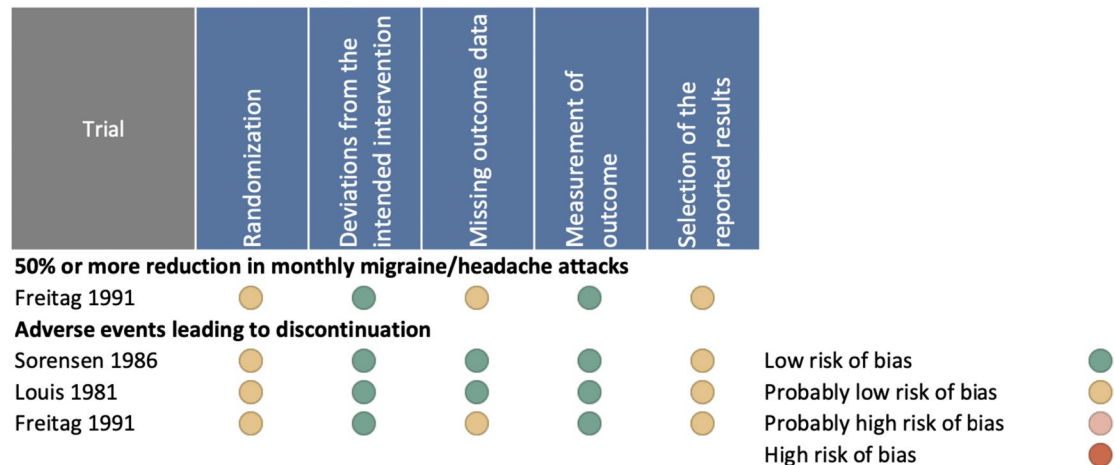 Trial
Randomization
Deviations from the
intended intervention
Missing outcome data
Measurement of
outcome
Selection of the
reported results
50% or more reduction in monthly migraine/headache attacks
Freitag 1991
Adverse events leading to discontinuation
Sorensen 1986
Louis 1981
Freitag 1991
Low risk of bias
Probably low risk of bias
Probably high risk of bias
High risk of bias